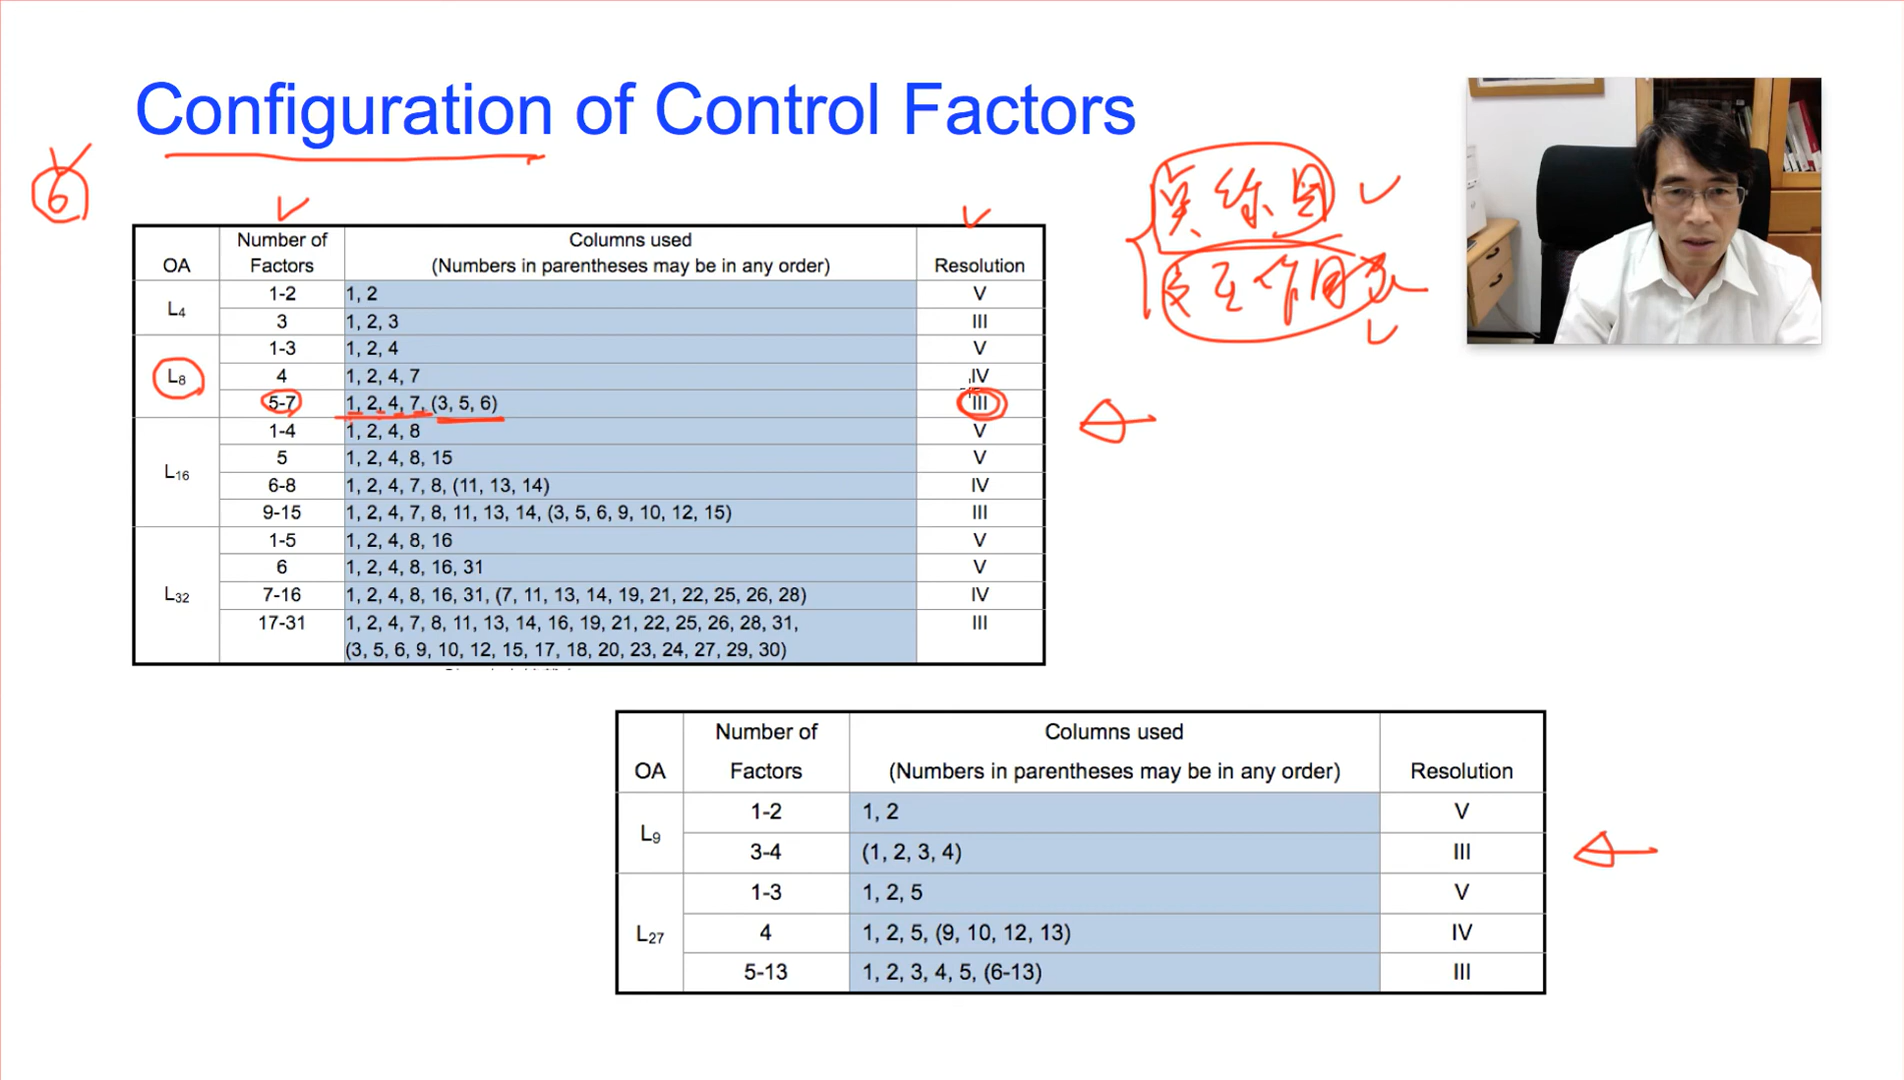 Configuration of Control Factors
6
OA
Number of Factors
Columns used
(Numbers in parentheses may be in any order)
Resolution
L4
1-2
1, 2
V
3
1, 2, 3
III
L8
1-3
1, 2, 4
V
4
1, 2, 4, 7
IV
5-7
1, 2, 4, 7, (3, 5, 6)
III
L16
1-4
1, 2, 4, 8
V
5
1, 2, 4, 8, 15
V
6-8
1, 2, 4, 7, 8, (11, 13, 14)
IV
9-15
1, 2, 4, 7, 8, 11, 13, 14, (3, 5, 6, 9, 10, 12, 15)
III
L32
1-5
1, 2, 4, 8, 16
V
6
1, 2, 4, 8, 16, 31
V
7-16
1, 2, 4, 8, 16, 31, (7, 11, 13, 14, 19, 21, 22, 25, 26, 28)
IV
17-31
1, 2, 4, 7, 8, 11, 13, 14, 16, 19, 21, 22, 25, 26, 28, 31,
(3, 5, 6, 9, 10, 12, 15, 17, 18, 20, 23, 24, 27, 29, 30)
III
点線図
交互作用表
OA
Number of Factors
Columns used
(Numbers in parentheses may be in any order)
Resolution
L9
1-2
1, 2
V
3-4
(1, 2, 3, 4)
III
L27
1-3
1, 2, 5
V
4
1, 2, 5, (9, 10, 12, 13)
IV
5-13
1, 2, 3, 4, 5, (6-13)
III